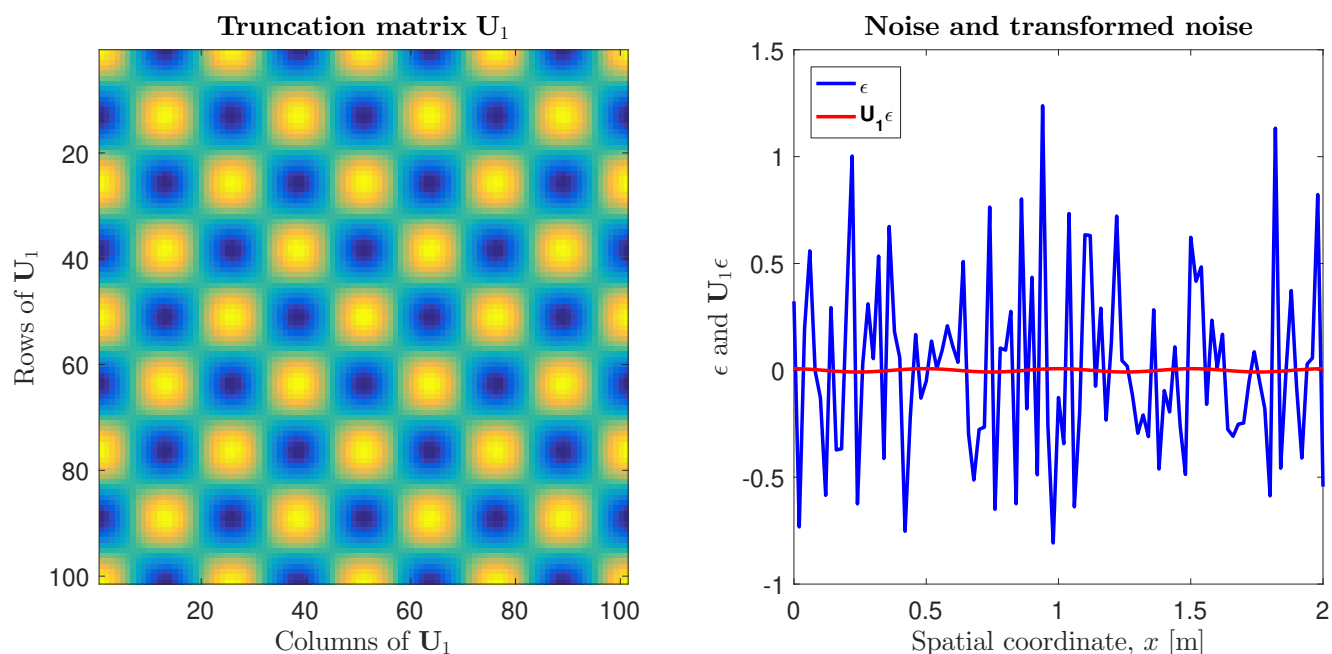 Truncation matrix U₁
Rows of U₁
20
40
60
80
100
20
40
60
80
100
Columns of U₁
Noise and transformed noise
ϵ
U₁ϵ
ϵ and U₁ϵ
1.5
1
0.5
0
-0.5
-1
0
0.5
1
1.5
2
Spatial coordinate, x [m]